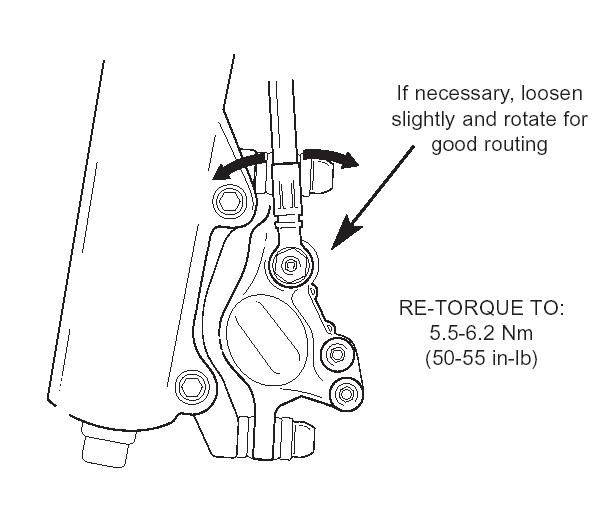 If necessary, loosen
slightly and rotate for
good routing
RE-TORQUE TO:
5.5-6.2 Nm
(50-55 in-lb)